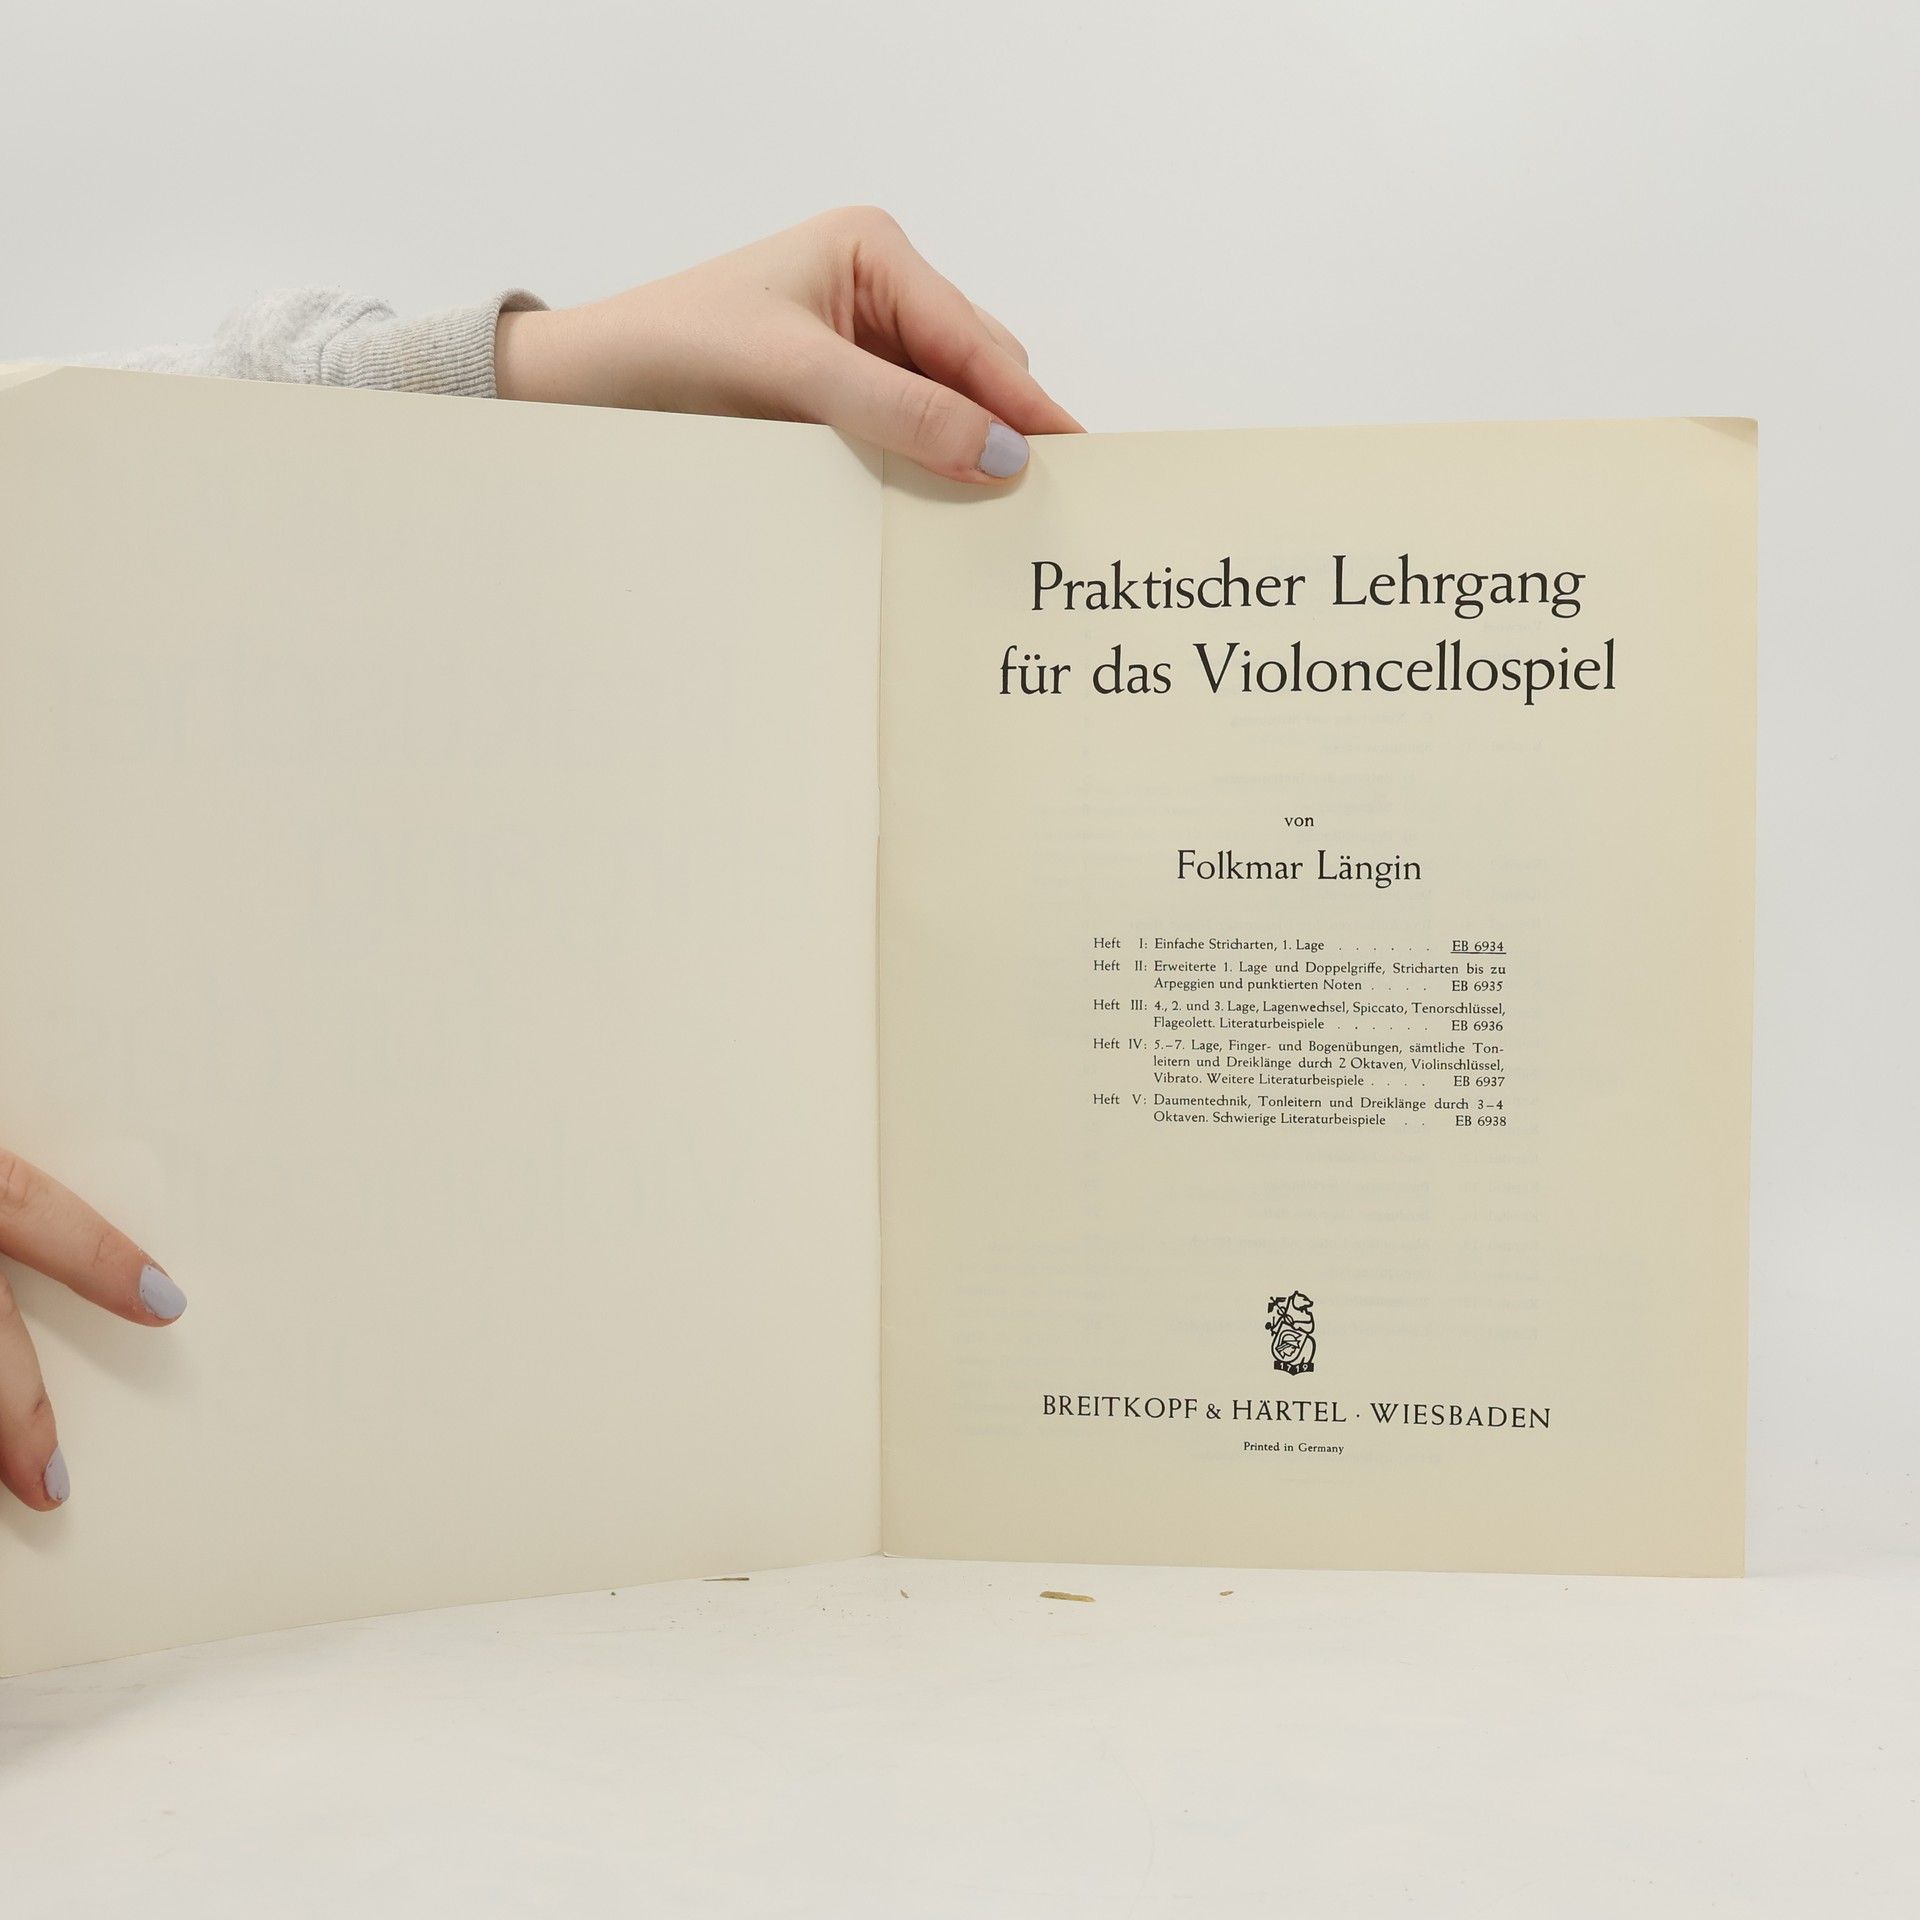 Praktischer Lehrgang
für das Violoncellospiel
von
Folkmar Längin
Heft I: Einfache Stricharten, 1. Lage . . . . . . EB 6934
Heft II: Erweiterte 1. Lage und Doppelgriffe, Stricharten bis zu
Arpeggien und punktierten Noten . . . . EB 6935
Heft III: 4., 2. und 3. Lage, Lagenwechsel, Spiccato, Tenorschlüssel,
Flageolett. Literaturbeispiele . . . . . . EB 6936
Heft IV: 5.–7. Lage, Finger- und Bogenübungen, sämtliche Ton-
leitern und Dreiklänge durch 2 Oktaven, Violinschlüssel,
Vibrato. Weitere Literaturbeispiele . . . . EB 6937
Heft V: Daumentechnik, Tonleitern und Dreiklänge durch 3–4
Oktaven. Schwierige Literaturbeispiele . . EB 6938
1719
BREITKOPF & HÄRTEL · WIESBADEN
Printed in Germany